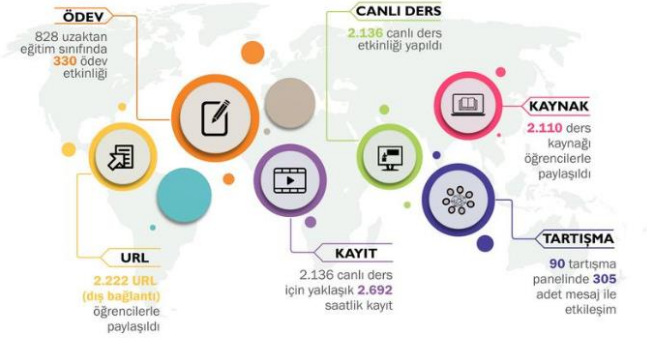 ÖDEV
828 uzaktan
eğitim sınıfında
330 ödev
etkinliği
CANLI DERS
2.136 canlı ders
etkinliği yapıldı
KAYNAK
2.110 ders
kaynağı
öğrencilerle
paylaşıldı
URL
2.222 URL
(dış bağlantı)
öğrencilerle
paylaşıldı
KAYIT
2.136 canlı ders
için yaklaşık 2.692
saatlik kayıt
TARTIŞMA
90 tartışma
panelinde 305
adet mesaj ile
etkileşim